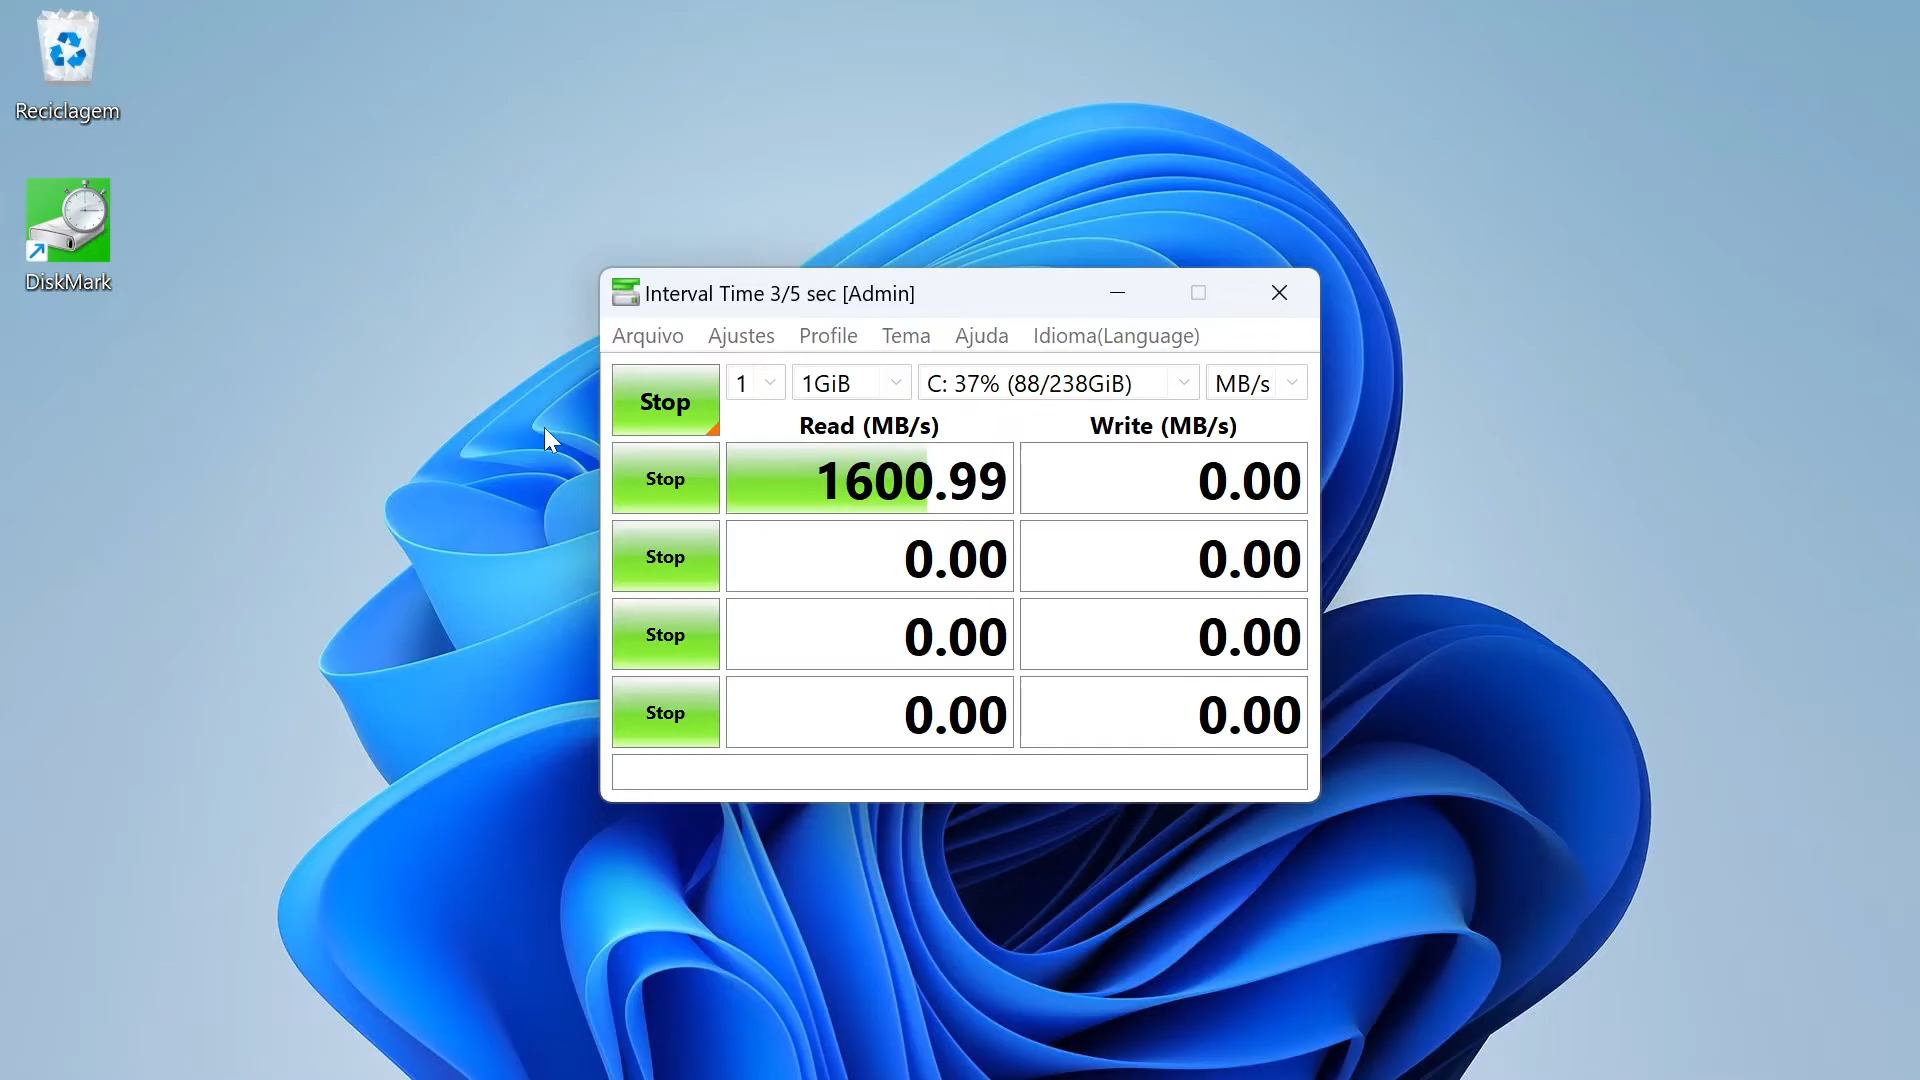 Reciclagem
DiskMark
Interval Time 3/5 sec [Admin]
Arquivo Ajustes Profile Tema Ajuda Idioma(Language)
Stop 1 1GiB C: 37% (88/238GiB) MB/s
Read (MB/s) Write (MB/s)
Stop 1600.99 0.00
Stop 0.00 0.00
Stop 0.00 0.00
Stop 0.00 0.00